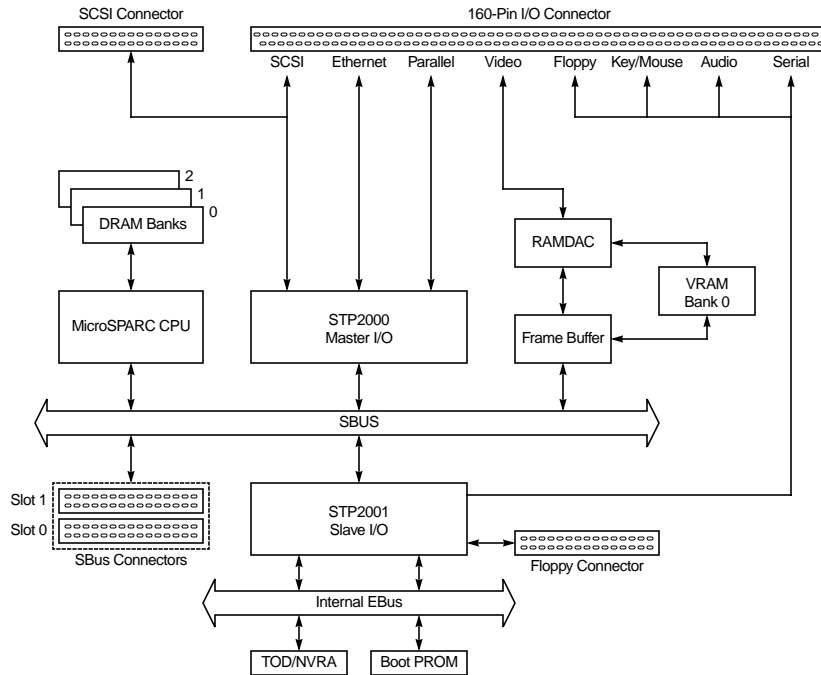 SCSI Connector
160-Pin I/O Connector
SCSI Ethernet Parallel Video Floppy Key/Mouse Audio Serial
2
1
0
DRAM Banks
RAMDAC
VRAM
Bank 0
MicroSPARC CPU
STP2000
Master I/O
Frame Buffer
SBUS
Slot 1
Slot 0
SBus Connectors
STP2001
Slave I/O
Floppy Connector
Internal EBus
TOD/NVRA
Boot PROM